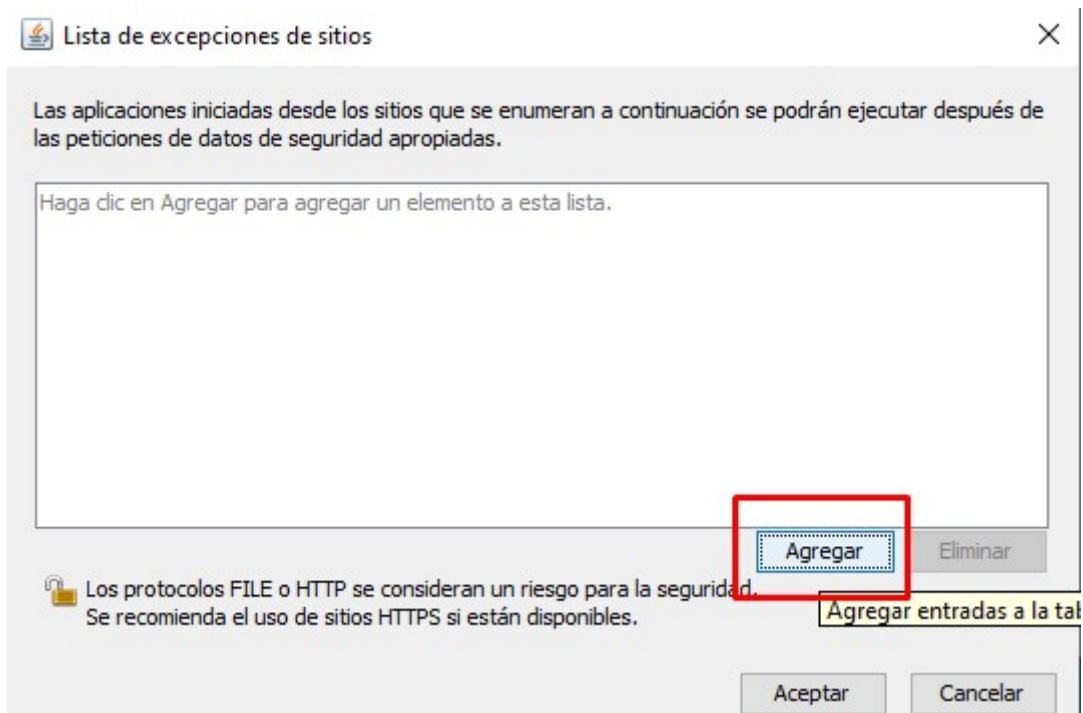 Lista de excepciones de sitios
Las aplicaciones iniciadas desde los sitios que se enumeran a continuación se podrán ejecutar después de
las peticiones de datos de seguridad apropiadas.
Haga clic en Agregar para agregar un elemento a esta lista.
Agregar
Eliminar
Los protocolos FILE o HTTP se consideran un riesgo para la seguridad.
Se recomienda el uso de sitios HTTPS si están disponibles.
Agregar entradas a la tab
Aceptar
Cancelar